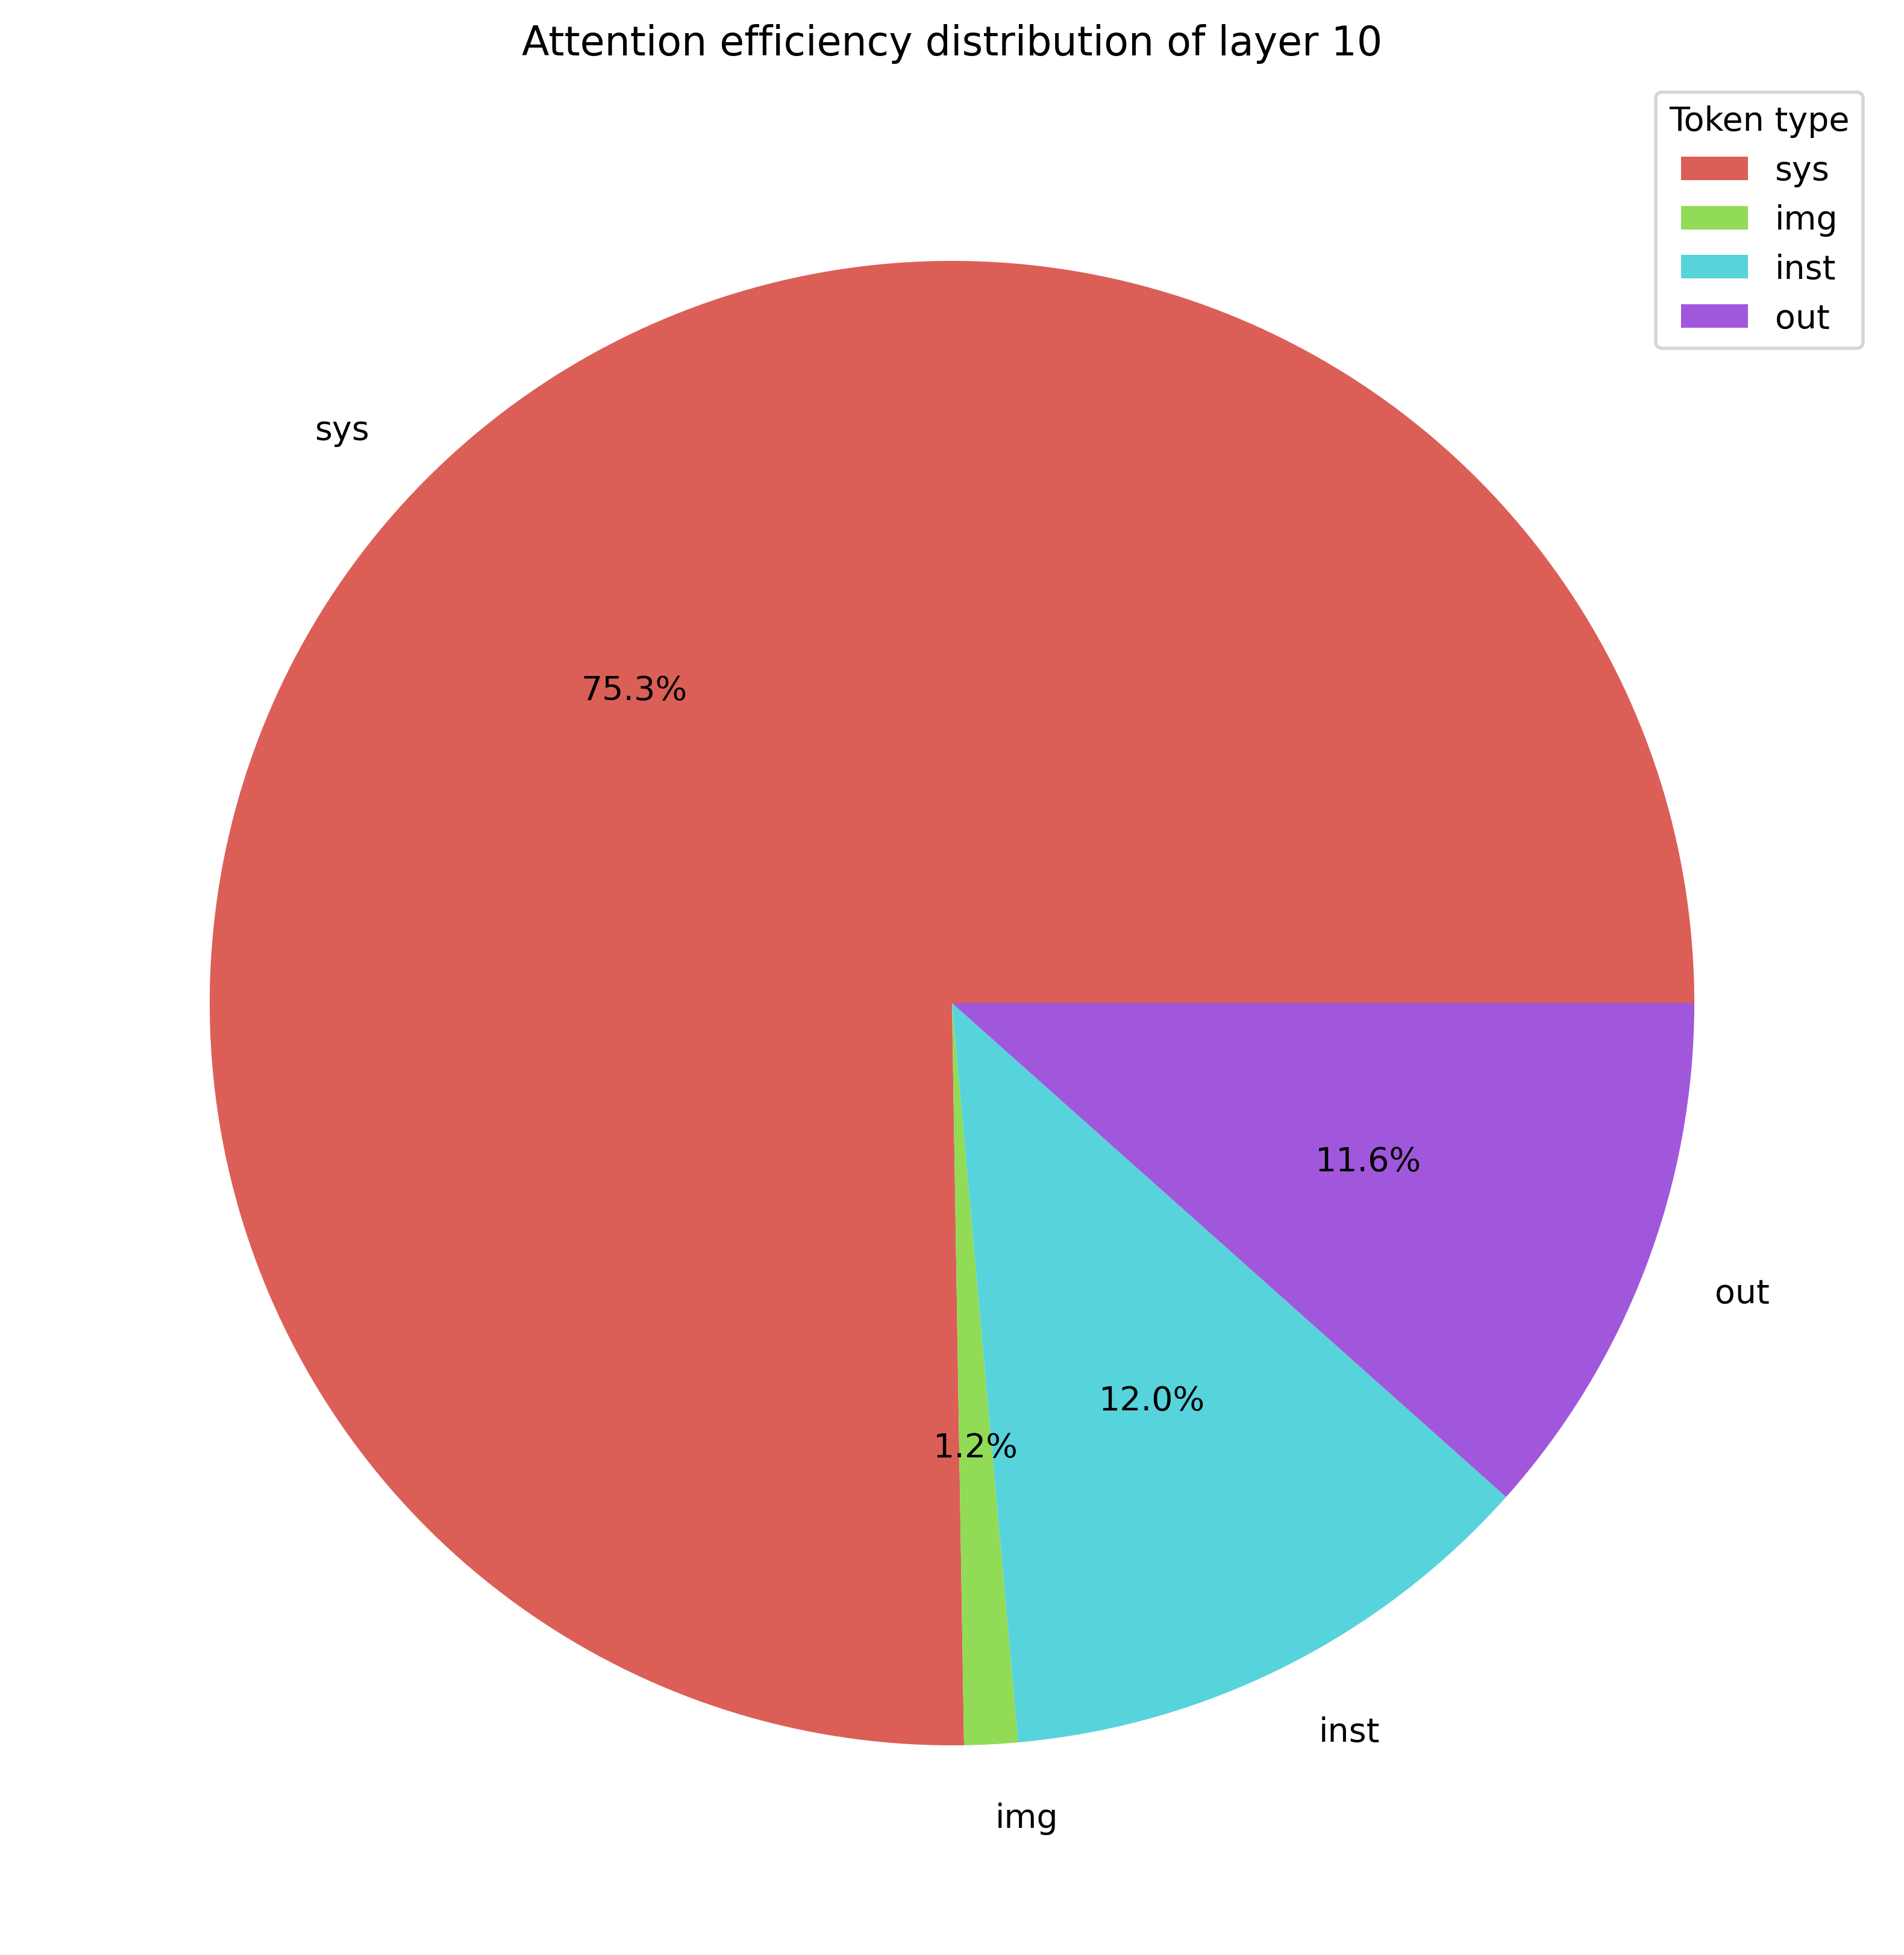 Attention efficiency distribution of layer 10
Token type
sys
img
inst
out
sys
75.3%
11.6%
out
12.0%
1.2%
inst
img